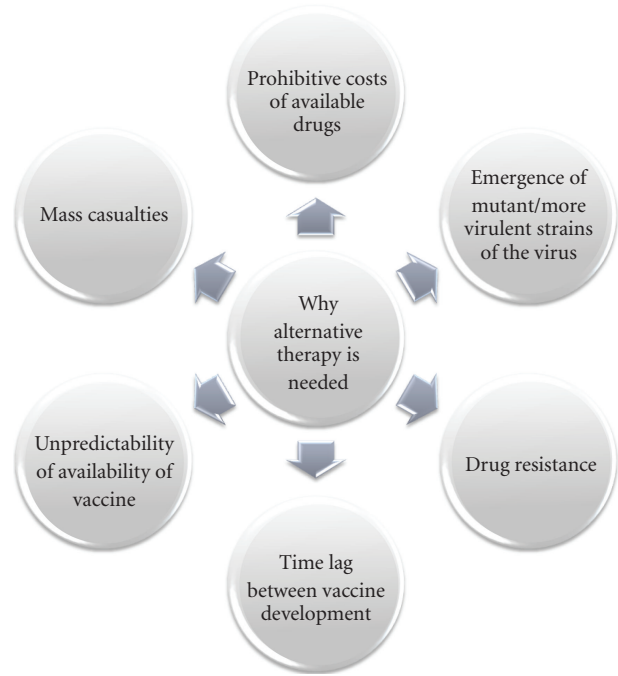 Prohibitive costs
of available
drugs
Emergence of
mutant/more
virulent strains
of the virus
Mass casualties
Why
alternative
therapy is
needed
Unpredictability
of availability of
vaccine
Drug resistance
Time lag
between vaccine
development